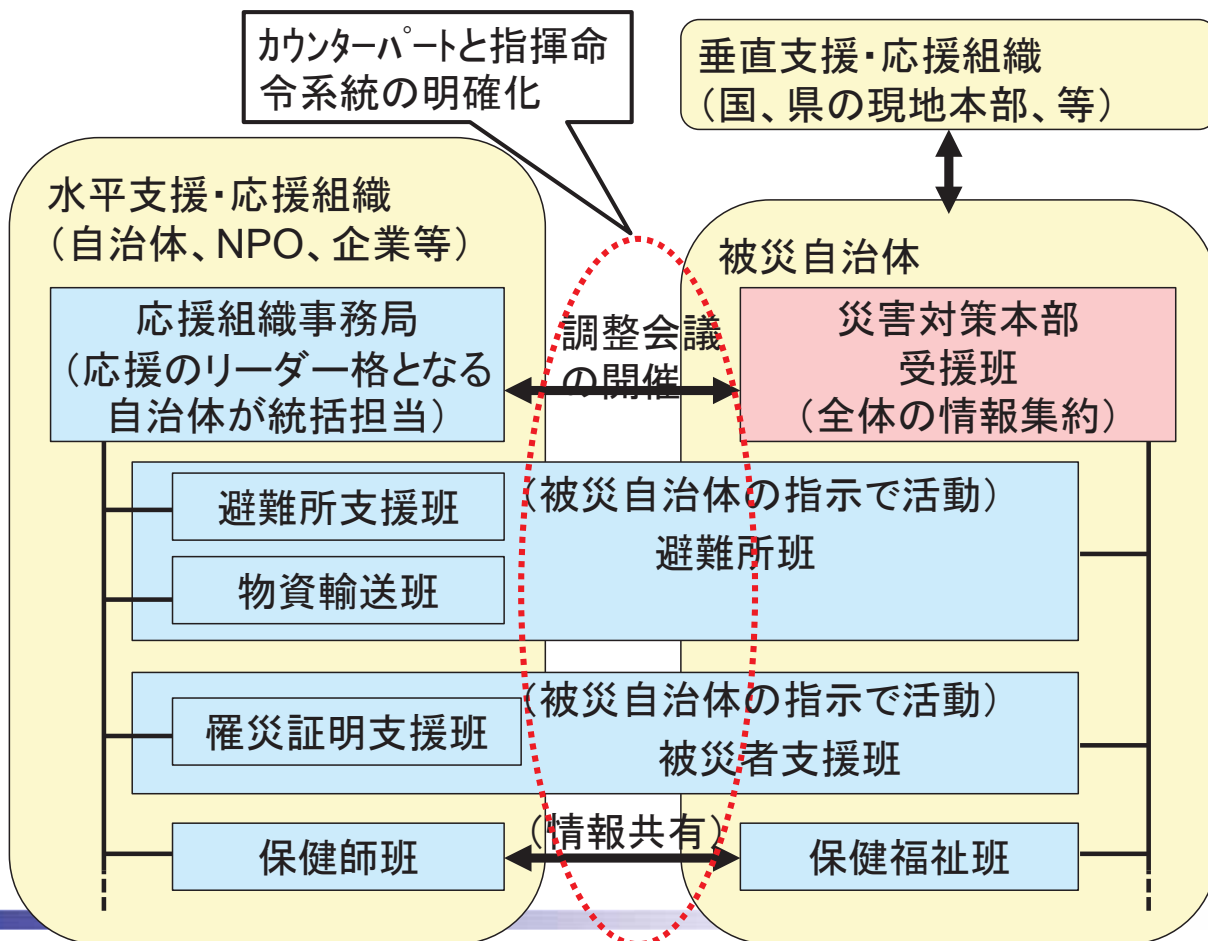 カウンターパートと指揮命
令系統の明確化
垂直支援・応援組織
（国、県の現地本部、等）
水平支援・応援組織
（自治体、NPO、企業等）
被災自治体
応援組織事務局
（応援のリーダー格となる
自治体が統括担当）
調整会議
の開催
災害対策本部
受援班
（全体の情報集約）
避難所支援班
物資輸送班
（被災自治体の指示で活動）
避難所班
罹災証明支援班
（被災自治体の指示で活動）
被災者支援班
保健師班
（情報共有）
保健福祉班